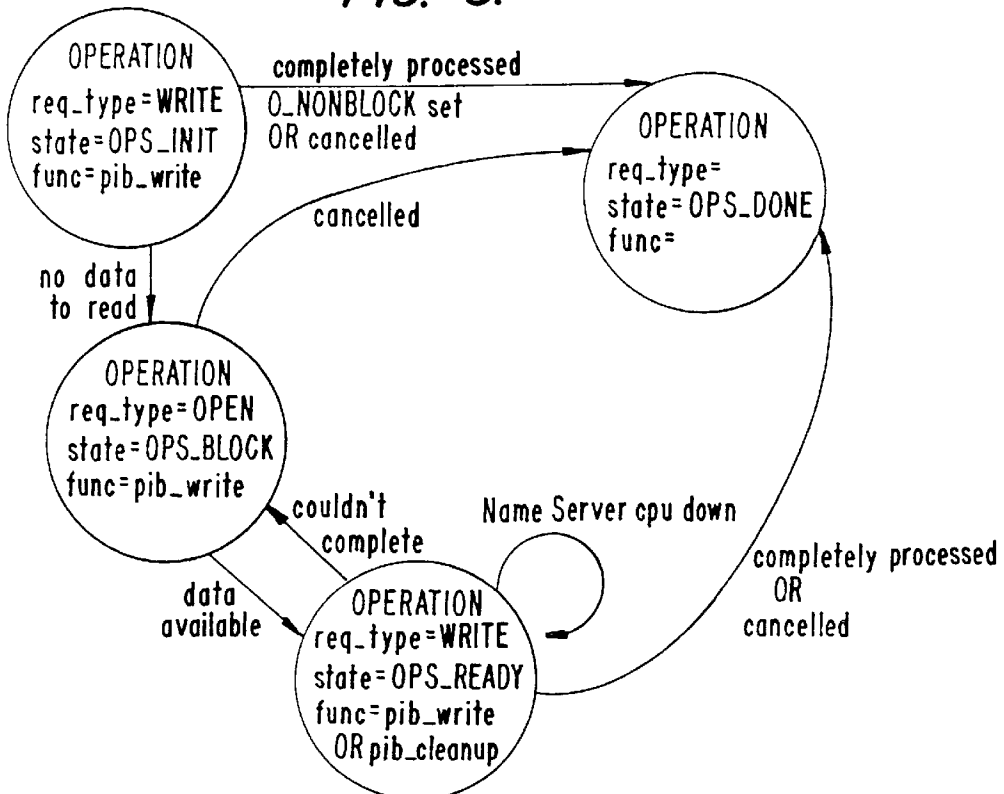 OPERATION
req_type=WRITE
state=OPS_INIT
func=pib_write
completely processed
O_NONBLOCK set
OR cancelled
OPERATION
req_type=
state=OPS_DONE
func=
cancelled
no data
to read
OPERATION
req_type=OPEN
state=OPS_BLOCK
func=pib_write
couldn't
complete
Name Server cpu down
data
available
OPERATION
req_type=WRITE
state=OPS_READY
func=pib_write
OR pib_cleanup
completely processed
OR
cancelled